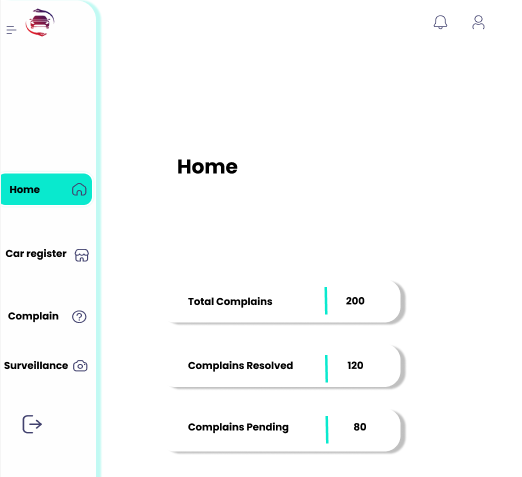 Home
Home
Car register
Complain
Surveillance
Total Complains 200
Complains Resolved 120
Complains Pending 80